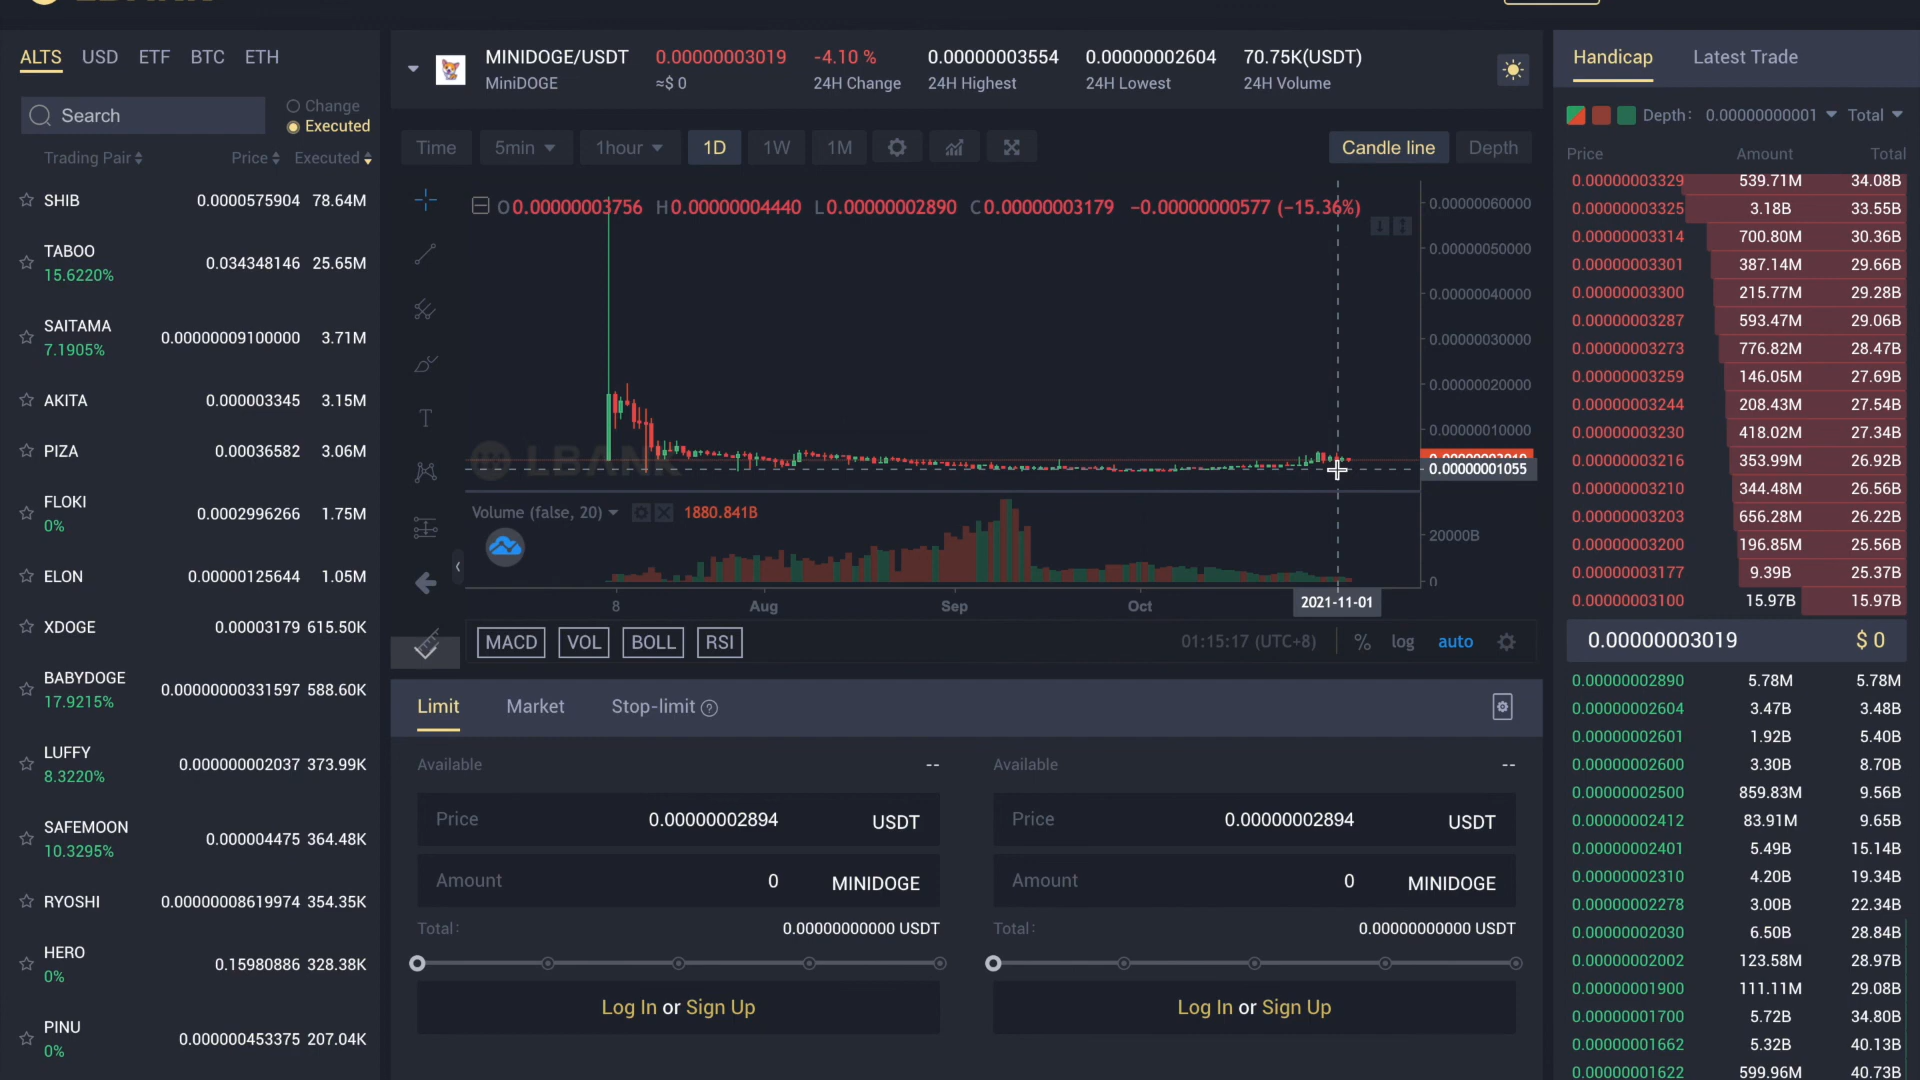 ALTS USD ETF BTC ETH
Search
Change
Executed
Trading Pair Price Executed
SHIB 0.0000575904 78.64M
TABOO
15.6220% 0.034348146 25.65M
SAITAMA
7.1905% 0.00000009100000 3.71M
AKITA 0.000003345 3.15M
PIZA 0.00036582 3.06M
FLOKI
0% 0.0002996266 1.75M
ELON 0.00000125644 1.05M
XDOGE 0.00003179 615.50K
BABYDOGE
17.9215% 0.00000000331597 588.60K
LUFFY
8.3220% 0.000000002037 373.99K
SAFEMOON
10.3295% 0.000004475 364.48K
RYOSHI 0.00000008619974 354.35K
HERO
0% 0.15980886 328.38K
PINU
0% 0.000000453375 207.04K
MINIDOGE/USDT 0.00000003019 -4.10 % 0.00000003554 0.00000002604 70.75K(USDT)
MiniDOGE ≈$ 0 24H Change 24H Highest 24H Lowest 24H Volume
Time 5min 1hour 1D 1W 1M Candle line Depth
O0.00000003756 H0.00000004440 L0.00000002890 C0.00000003179 −0.00000000577 (−15.36%)
0.00000060000
0.00000050000
0.00000040000
0.00000030000
0.00000020000
0.00000010000
0.00000001055
LBANK
Volume (false, 20) 1880.841B
20000B
0
8 Aug Sep Oct 2021-11-01
MACD VOL BOLL RSI 01:15:17 (UTC+8) % log auto
Limit Market Stop-limit ?
Available --
Price 0.00000002894 USDT
Amount 0 MINIDOGE
Total: 0.00000000000 USDT
Log In or Sign Up
Available --
Price 0.00000002894 USDT
Amount 0 MINIDOGE
Total: 0.00000000000 USDT
Log In or Sign Up
Handicap Latest Trade
Depth: 0.00000000001 Total
Price Amount Total
0.00000003329 539.71M 34.08B
0.00000003325 3.18B 33.55B
0.00000003314 700.80M 30.36B
0.00000003301 387.14M 29.66B
0.00000003300 215.77M 29.28B
0.00000003287 593.47M 29.06B
0.00000003273 776.82M 28.47B
0.00000003259 146.05M 27.69B
0.00000003244 208.43M 27.54B
0.00000003230 418.02M 27.34B
0.00000003216 353.99M 26.92B
0.00000003210 344.48M 26.56B
0.00000003203 656.28M 26.22B
0.00000003200 196.85M 25.56B
0.00000003177 9.39B 25.37B
0.00000003100 15.97B 15.97B
0.00000003019 $ 0
0.00000002890 5.78M 5.78M
0.00000002604 3.47B 3.48B
0.00000002601 1.92B 5.40B
0.00000002600 3.30B 8.70B
0.00000002500 859.83M 9.56B
0.00000002412 83.91M 9.65B
0.00000002401 5.49B 15.14B
0.00000002310 4.20B 19.34B
0.00000002278 3.00B 22.34B
0.00000002030 6.50B 28.84B
0.00000002002 123.58M 28.97B
0.00000001900 111.11M 29.08B
0.00000001700 5.72B 34.80B
0.00000001662 5.32B 40.13B
0.00000001622 599.96M 40.73B